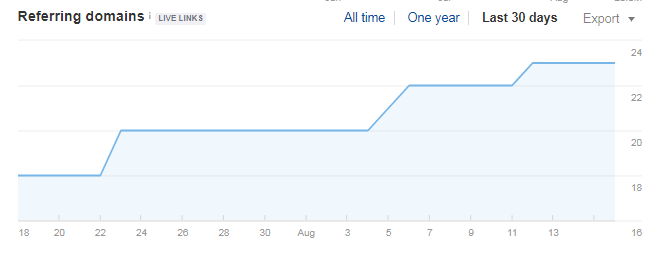 Referring domains i LIVE LINKS All time One year Last 30 days Export
24
22
20
18
16
18 20 22 24 26 28 30 Aug 3 5 7 9 11 13